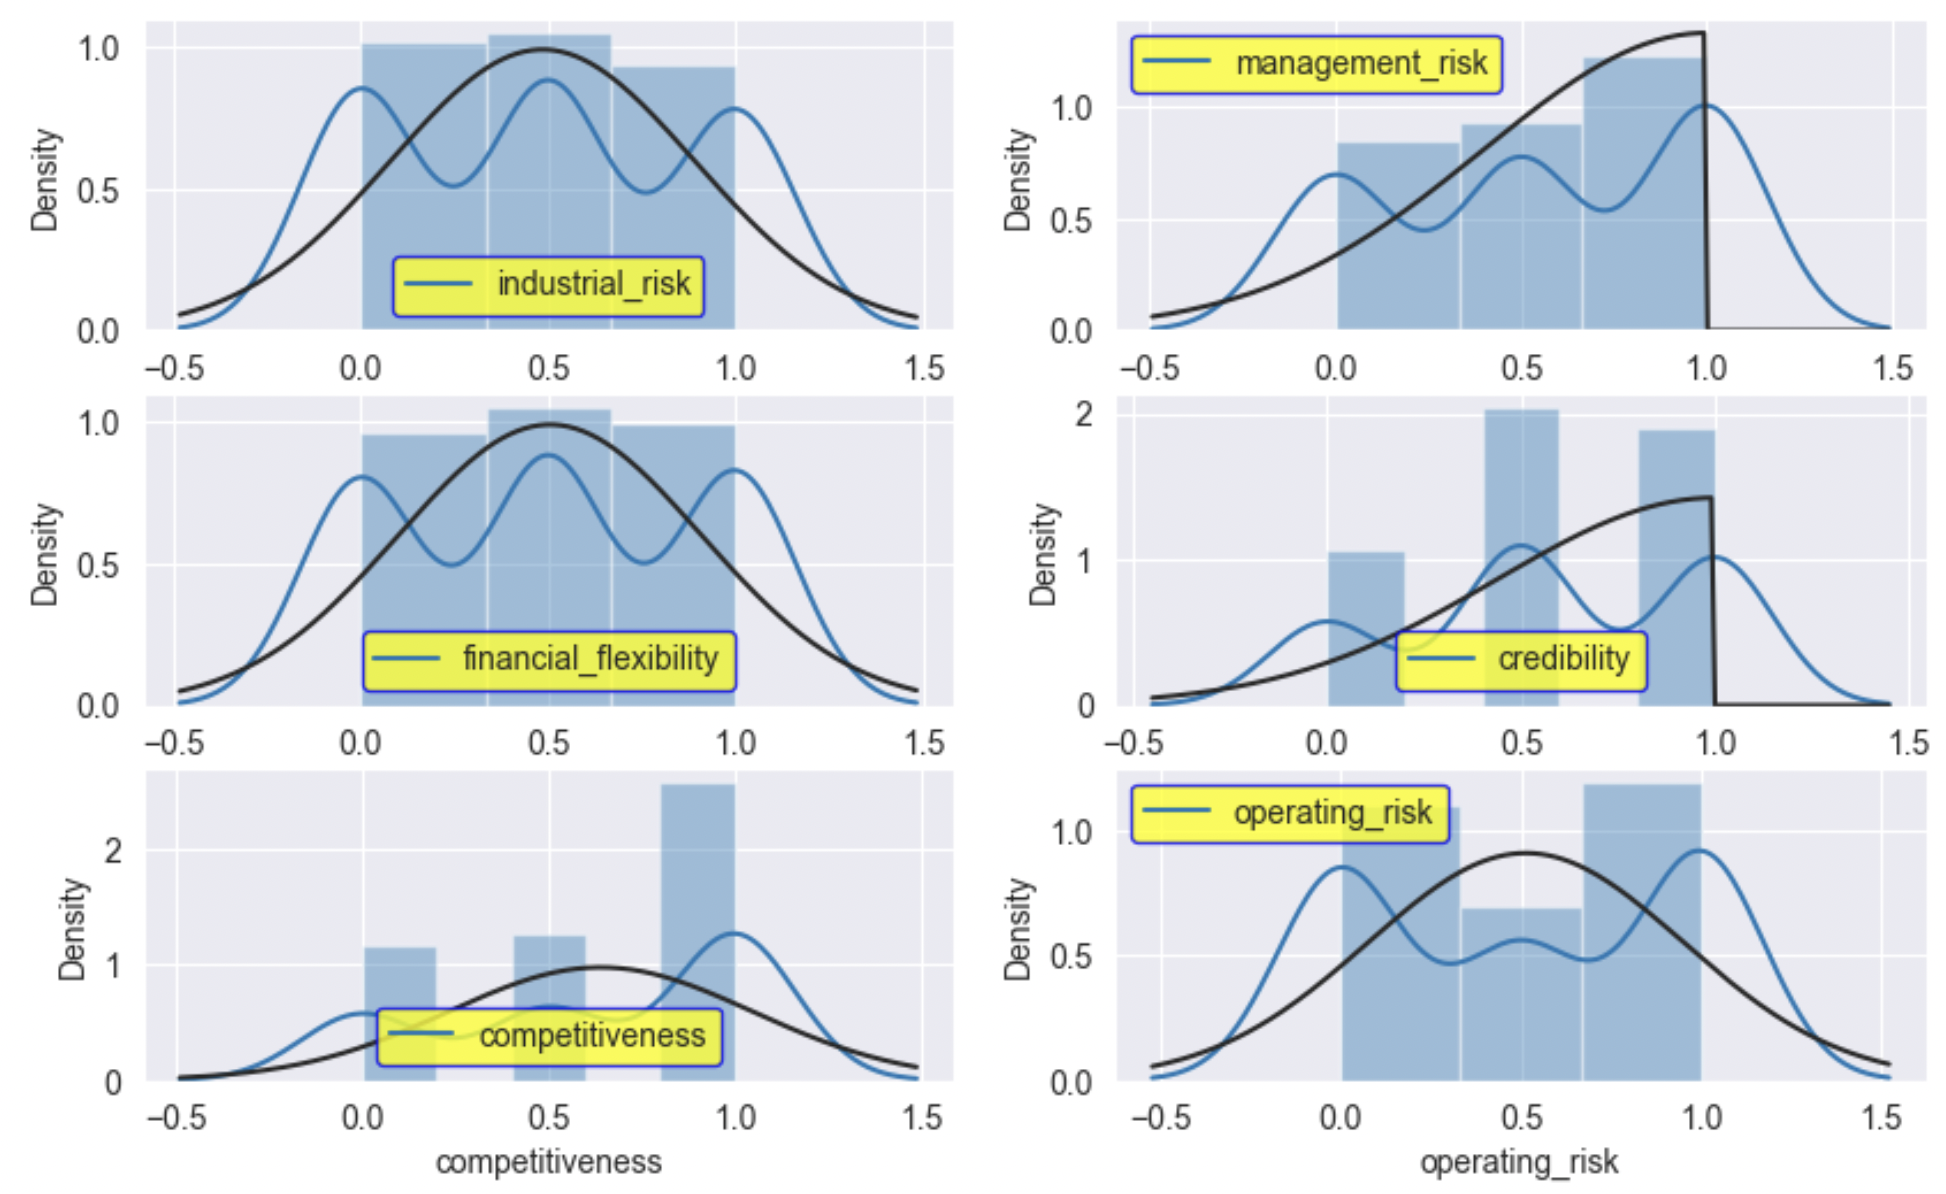 1.0
0.5
0.0
Density
industrial_risk
−0.5 0.0 0.5 1.0 1.5
1.0
0.5
0.0
Density
management_risk
−0.5 0.0 0.5 1.0 1.5
1.0
0.5
0.0
Density
financial_flexibility
−0.5 0.0 0.5 1.0 1.5
2
1
0
Density
credibility
−0.5 0.0 0.5 1.0 1.5
2
1
0
Density
competitiveness
−0.5 0.0 0.5 1.0 1.5
competitiveness
1.0
0.5
0.0
Density
operating_risk
−0.5 0.0 0.5 1.0 1.5
operating_risk